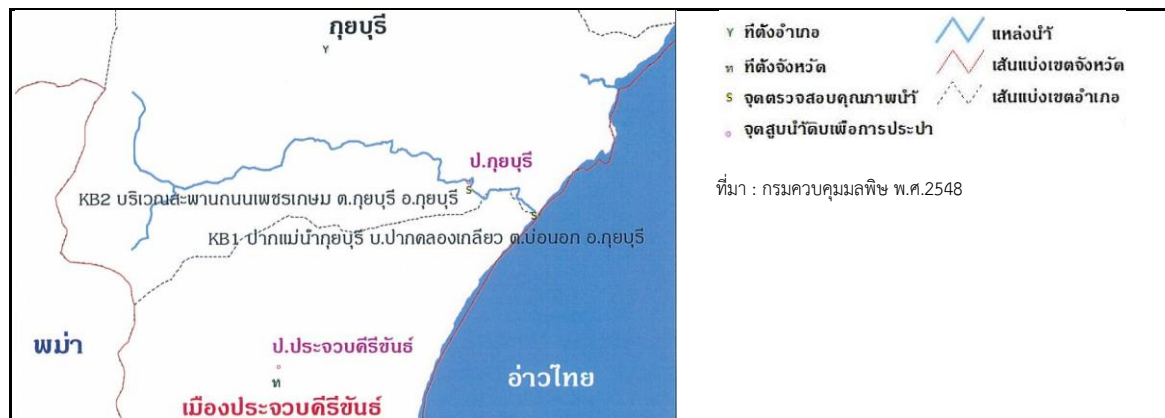 กุยบุรี
Y
ป.กุยบุรี
S
KB2 บริเวณสะพานถนนเพชรเกษม ต.กุยบุรี อ.กุยบุรี
S
KB1 ปากแม่น้ำกุยบุรี บ.ปากคลองเกลียว ต.บ่อนอก อ.กุยบุรี
พม่า
ป.ประจวบคีรีขันธ์
ท
เมืองประจวบคีรีขันธ์
อ่าวไทย
Y ที่ตั้งอำเภอ
ท ที่ตั้งจังหวัด
S จุดตรวจสอบคุณภาพน้ำ
จุดสูบน้ำดิบเพื่อการประปา
แหล่งน้ำ
เส้นแบ่งเขตจังหวัด
เส้นแบ่งเขตอำเภอ
ที่มา : กรมควบคุมมลพิษ พ.ศ.2548